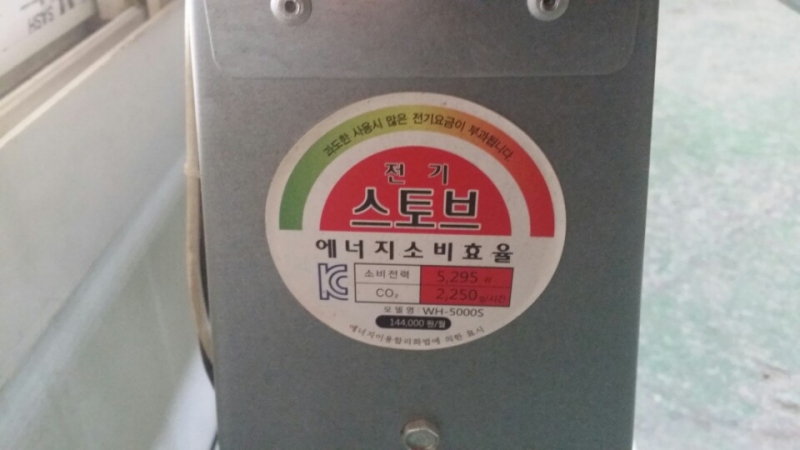 SASH
과도한 사용시 많은 전기요금이 부과됩니다.
전 기
스토브
에너지소비효율
소비전력 5,295 W
CO₂ 2,250 g/시간
모델명 : WH-5000S
144,000 원/월
에너지이용합리화법에 의한 표시